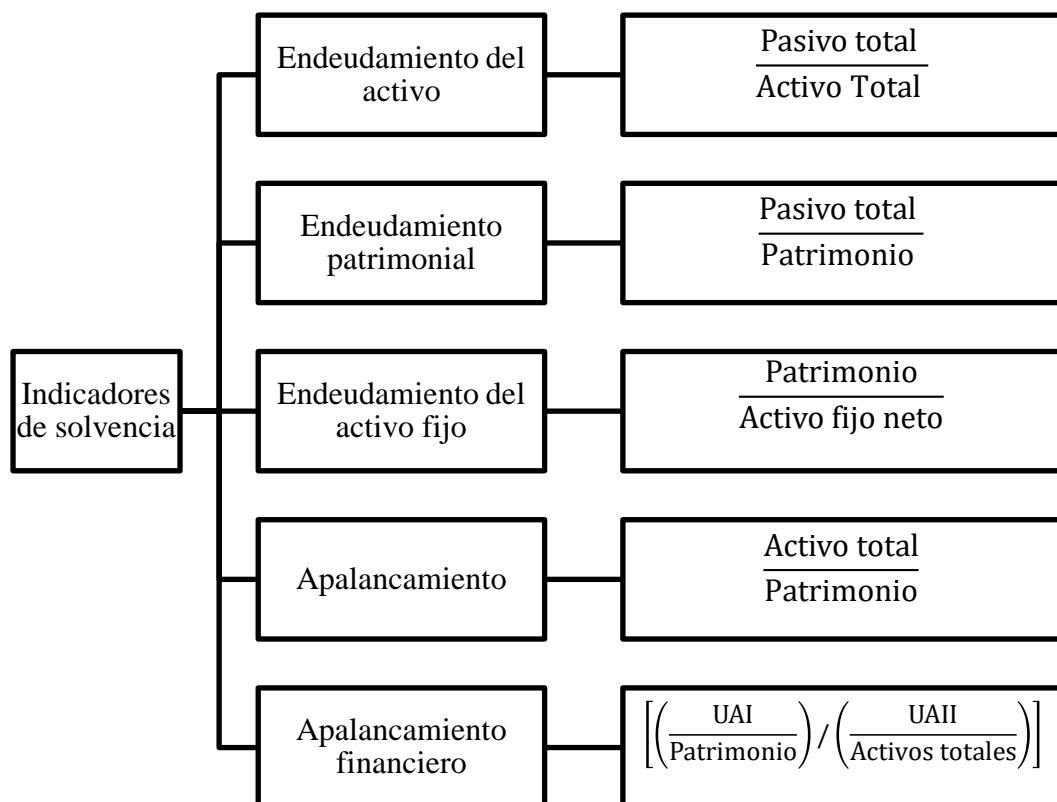 Indicadores
de solvencia
Endeudamiento del
activo
Pasivo total
Activo Total
Endeudamiento
patrimonial
Pasivo total
Patrimonio
Endeudamiento del
activo fijo
Patrimonio
Activo fijo neto
Apalancamiento
Activo total
Patrimonio
Apalancamiento
financiero
[(UAI/Patrimonio)/(UAII/Activos totales)]